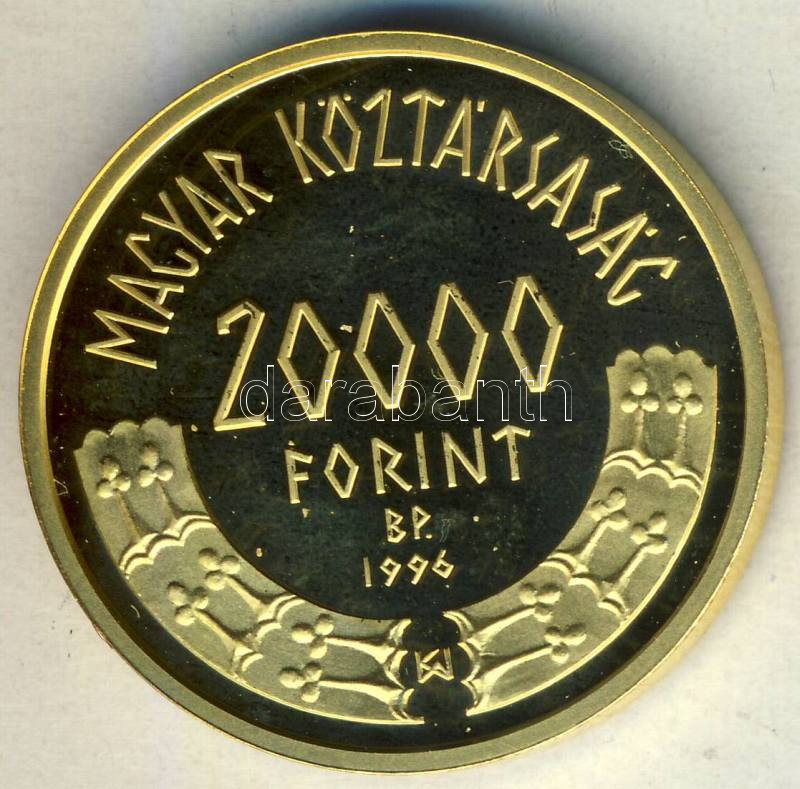 MAGYAR KÖZTÁRSASÁG
20000
darabanth
FORINT
BP.
1996